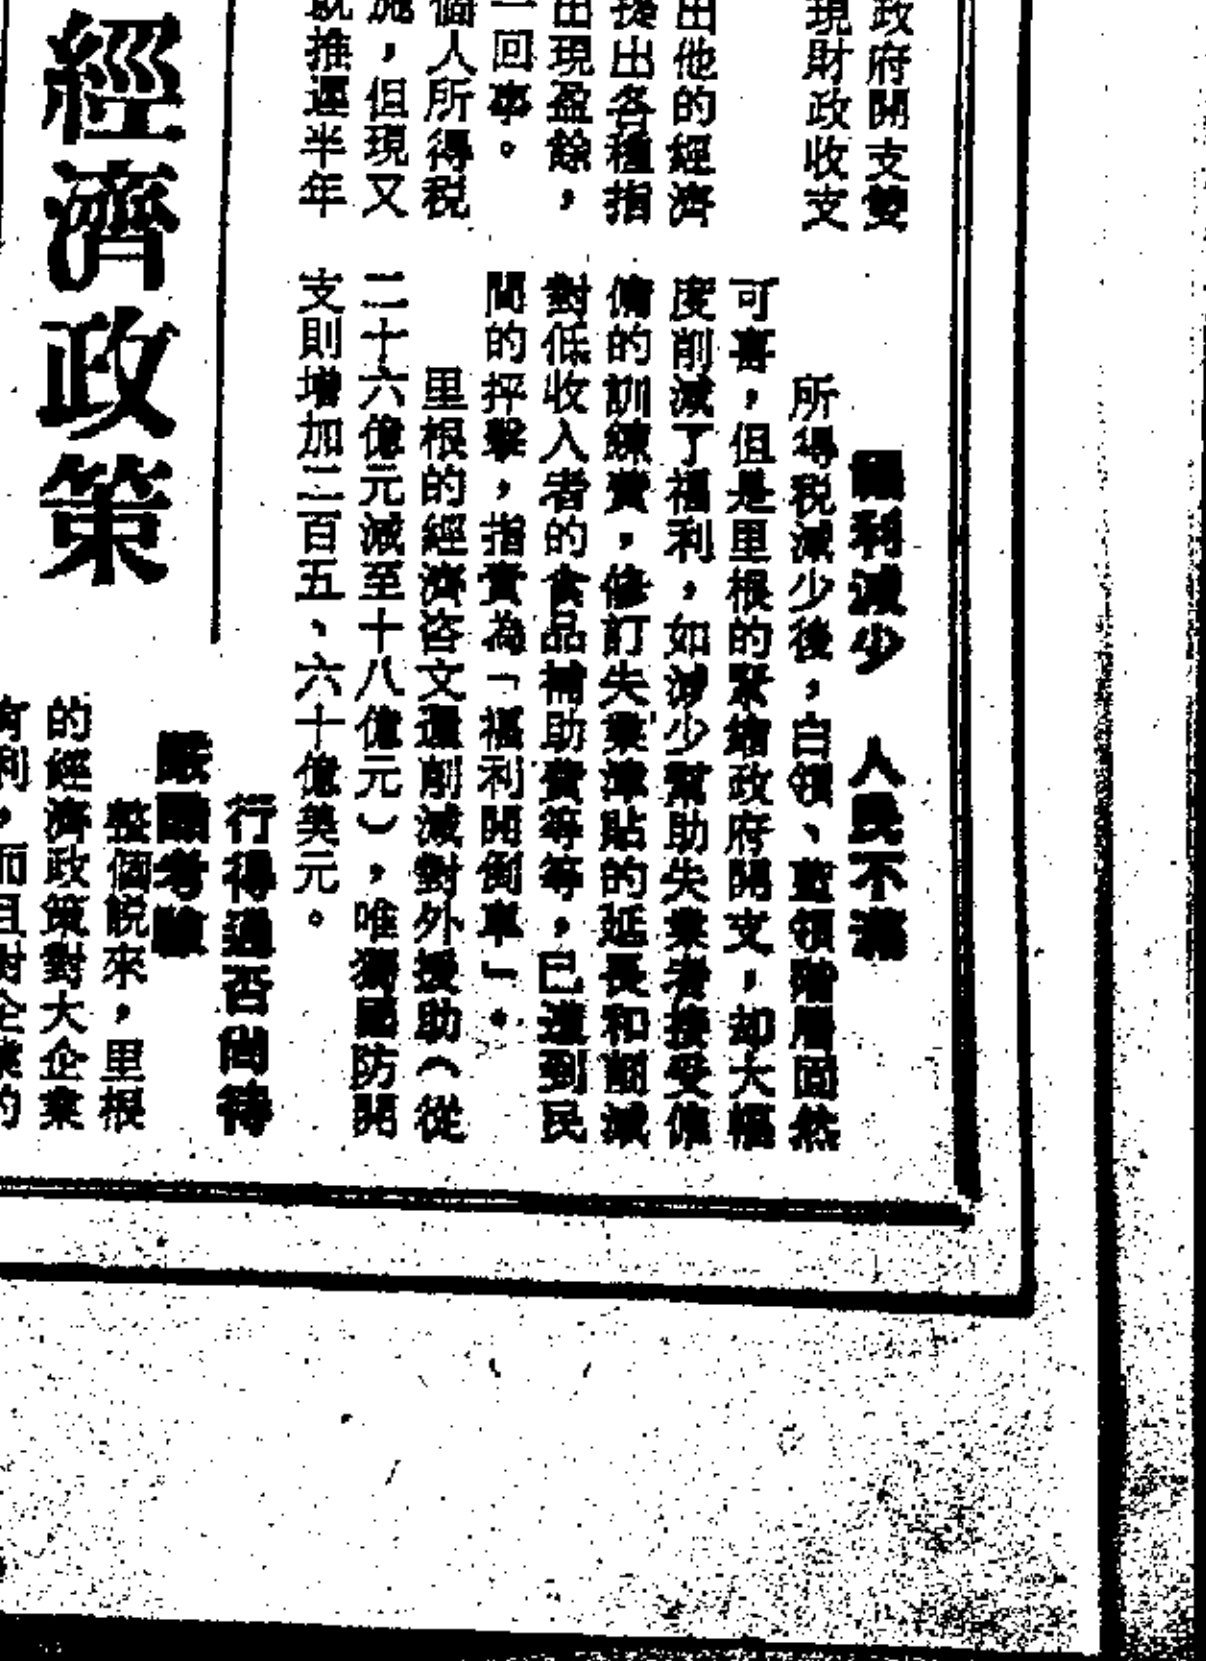 政府開支雙
現財政收支
出他的經濟
提出各種指
出現盈餘，
一回事。
個人所得稅
施，但現又
就推遲半年
經濟政策
福利減少　人民不滿
所得稅減少後，白領、藍領階層固然
可喜，但是里根的緊縮政府開支，却大幅
度削減了福利，如減少幫助失業者接受僱
傭的訓練費，修訂失業津貼的延長和削減
對低收入者的食品補助費等等，已遭到民
間的抨擊，指責為「福利開倒車」。
里根的經濟咨文還削減對外援助（從
二十六億元減至十八億元），唯獨國防開
支則增加二百五、六十億美元。
行得通否尚待
嚴酷考驗
整個說來，里根
的經濟政策對大企業
有利，而且對企業的